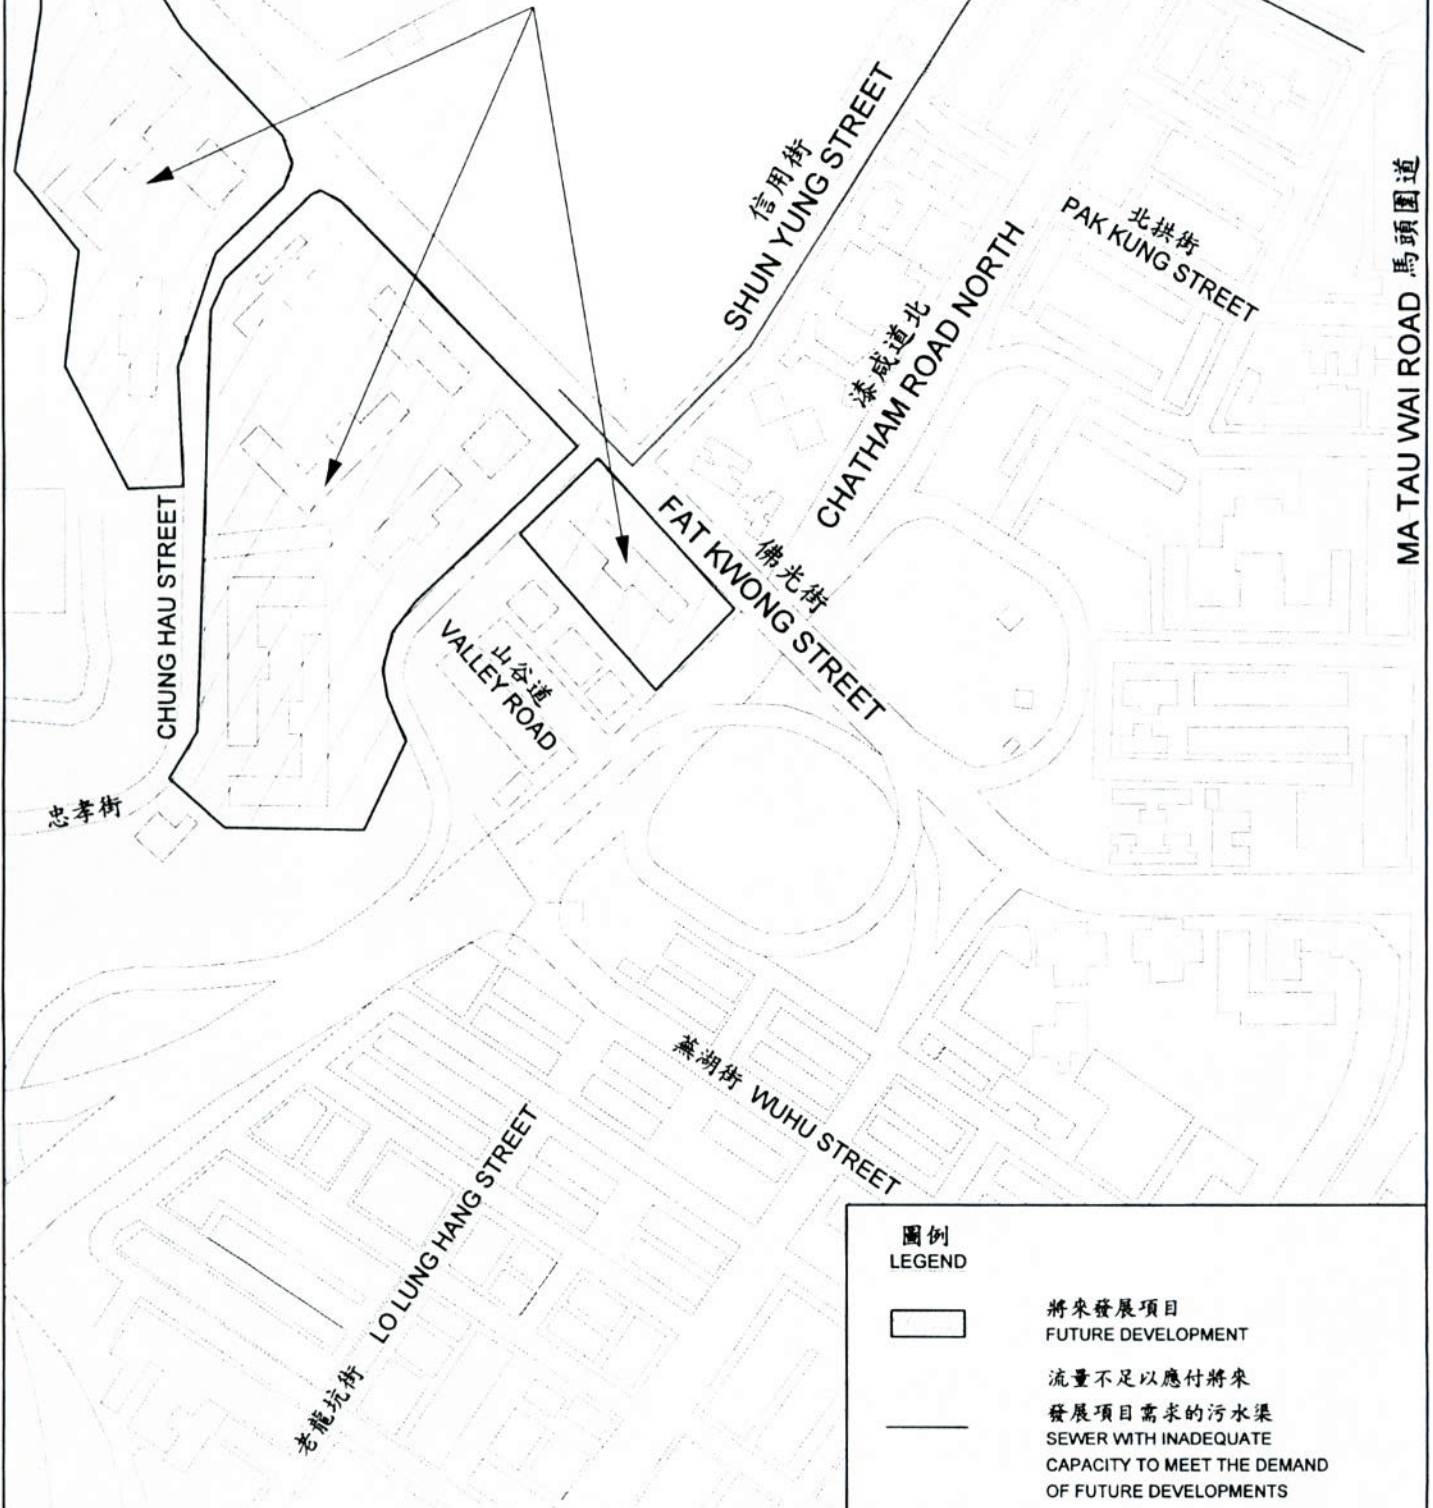 信用街
SHUN YUNG STREET
北拱街
PAK KUNG STREET
MA TAU WAI ROAD 馬頭圍道
漆咸道北
CHATHAM ROAD NORTH
CHUNG HAU STREET
忠孝街
FAT KWONG STREET
佛光街
山谷道
VALLEY ROAD
蕪湖街 WUHU STREET
老龍坑街 LO LUNG HANG STREET
圖例
LEGEND
將來發展項目
FUTURE DEVELOPMENT
流量不足以應付將來
發展項目需求的污水渠
SEWER WITH INADEQUATE
CAPACITY TO MEET THE DEMAND
OF FUTURE DEVELOPMENTS